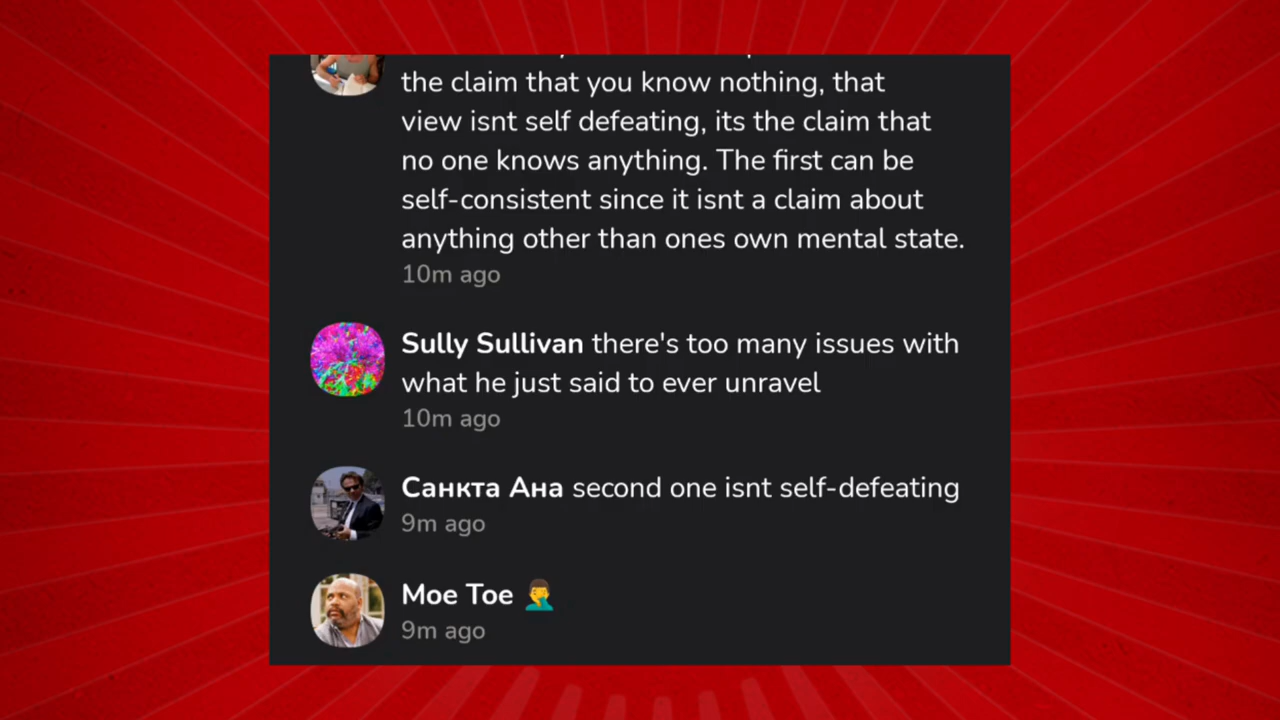 the claim that you know nothing, that
view isnt self defeating, its the claim that
no one knows anything. The first can be
self-consistent since it isnt a claim about
anything other than ones own mental state.
10m ago
Sully Sullivan there's too many issues with
what he just said to ever unravel
10m ago
Санкта Ана second one isnt self-defeating
9m ago
Moe Toe 🤦‍♂️
9m ago